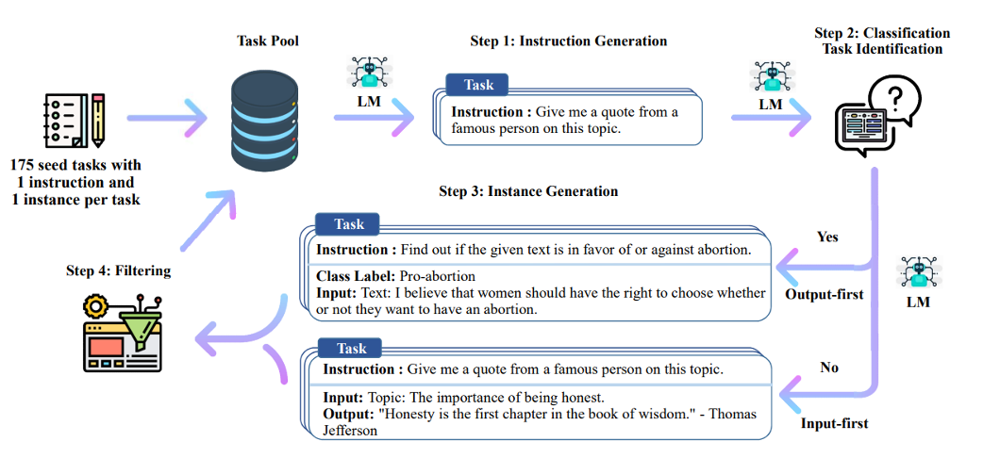 Task Pool
Step 1: Instruction Generation
Step 2: Classification
Task Identification
LM
Task
Instruction : Give me a quote from a
famous person on this topic.
LM
175 seed tasks with
1 instruction and
1 instance per task
Step 3: Instance Generation
Task
Instruction : Find out if the given text is in favor of or against abortion.
Class Label: Pro-abortion
Input: Text: I believe that women should have the right to choose whether
or not they want to have an abortion.
Yes
Output-first
LM
Step 4: Filtering
Task
Instruction : Give me a quote from a famous person on this topic.
Input: Topic: The importance of being honest.
Output: "Honesty is the first chapter in the book of wisdom." - Thomas
Jefferson
No
Input-first